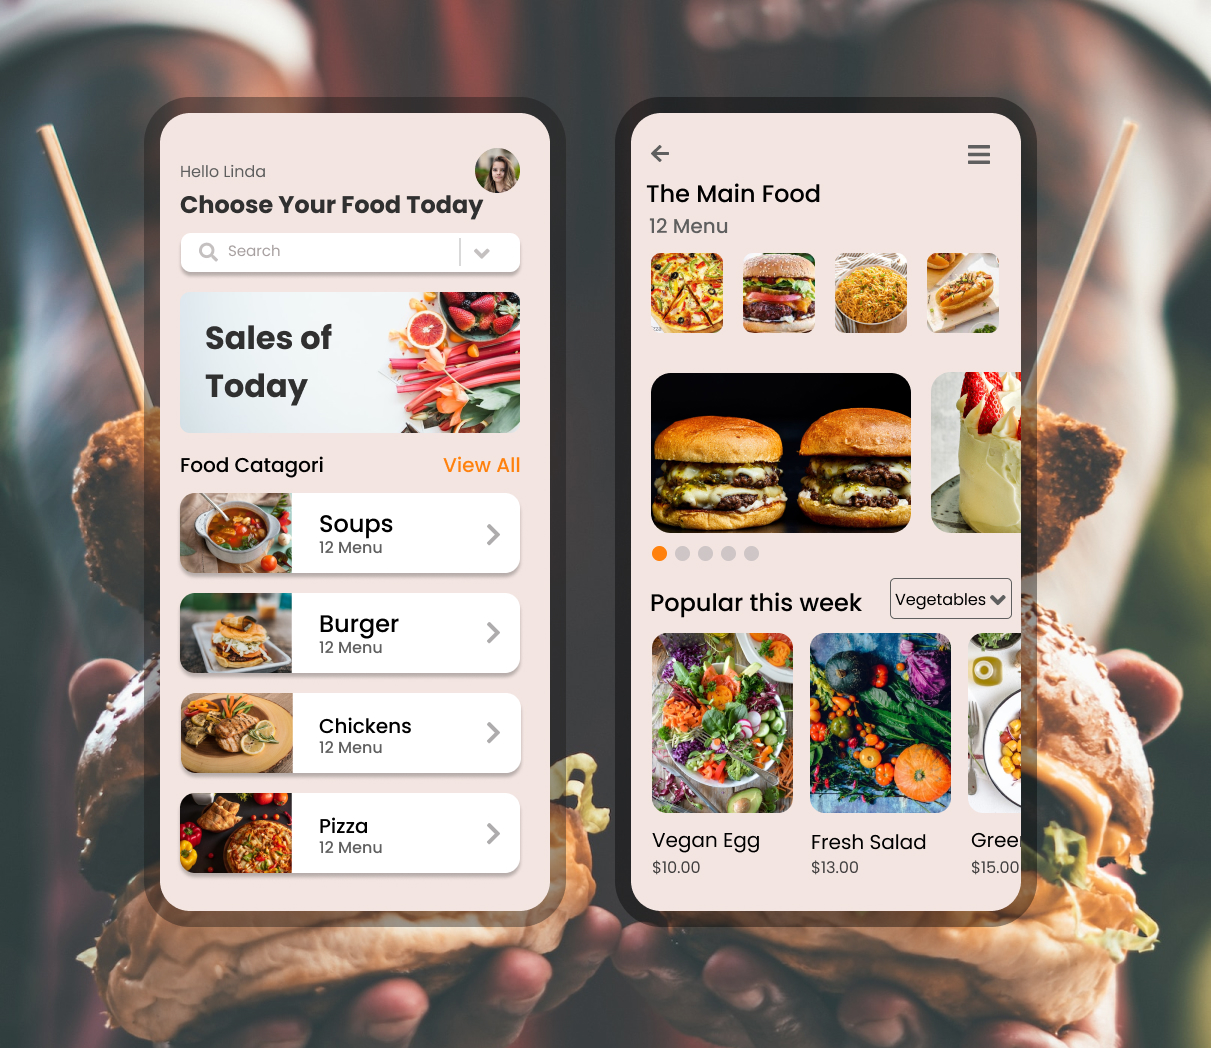 Hello Linda
Choose Your Food Today
Search
Sales of
Today
Food Catagori
View All
Soups
12 Menu
Burger
12 Menu
Chickens
12 Menu
Pizza
12 Menu
The Main Food
12 Menu
Popular this week
Vegetables
Vegan Egg
$10.00
Fresh Salad
$13.00
$15.00